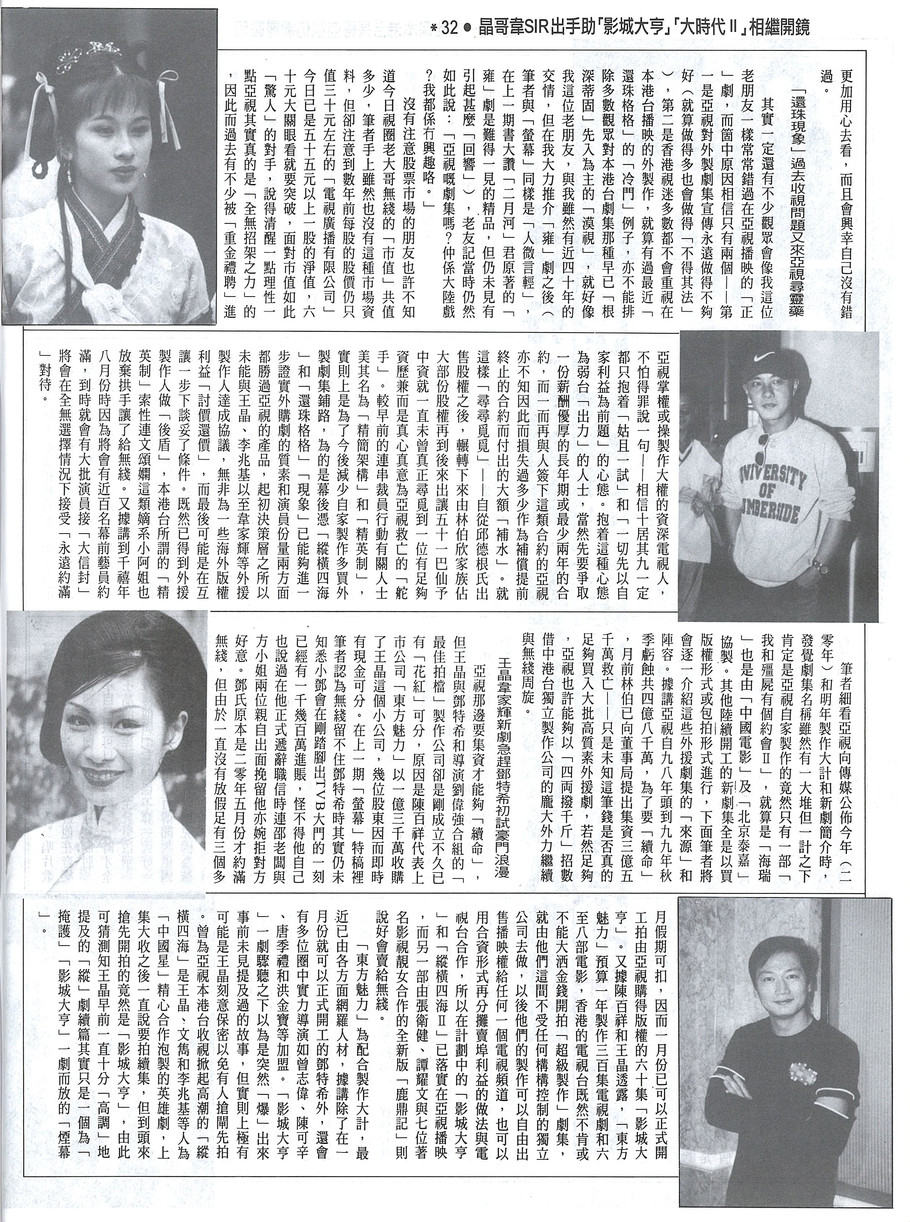 *32● 晶哥韋SIR出手助「影城大亨」「大時代Ⅱ」相繼開鏡
更加用心去看，而且會興幸自己沒有錯
過。
「還珠現象」過去收視問題又來亞視尋靈藥
其實一定還有不少觀眾會像我這位
老朋友一樣常常錯過在亞視播映的「正
」劇，而箇中原因相信只有兩個——第
一是亞視對外製劇集宣傳永遠做得不夠
好（就算做得多也會做得「不得其法」
），第二是香港視迷多數都不會重視在
本港台播映的外製作，就算有過最近「
還珠格格」的「冷門」例子，亦不能排
除多數觀眾對本港台劇集那種早已「根
深蒂固」先入為主的「漠視」，就好像
我這位老朋友，與我雖然有近四十年的
交情，但在我大力推介「雍」劇之後（
筆者與「螢幕」同樣是「人微言輕」，
在上一期書大讚「二月河」君原著的「
雍」劇是難得一見的精品，但仍未見有
引起甚麼「回響」），老友記當時仍然
如此說：「亞視嘅劇集嗎？仲係大陸戲
？我都係冇興趣咯。」
沒有注意股票市場的朋友也許不知
道今日視圈老大哥無綫的「市值」共值
多少，筆者手上雖然也沒有這種市場資
料，但卻注意到數年前每股的股價仍只
值三十元左右的「電視廣播有限公司」
今日已是五十五元以上一股的淨值，六
十元大關眼看就要突破，面對市值如此
「驚人」的對手，說得清醒一點理性一
點亞視其實真的是「全無招架之力」的
，因此而過去有不少被「重金禮聘」進
亞視掌權或操製作大權的資深電視人，
不怕得罪說一句——相信十居其九一定
都只抱着「姑且一試」和「一切先以自
家利益為前題」的心態。抱着這種心態
為弱台「出力」的人士，當然先要爭取
一份薪酬優厚的長年期或最少兩年的合
約，而一而再與人簽下這類合約的亞視
亦不知因此而損失過多少作為補償提前
終止的合約而付出的大額「補水」。就
這樣「尋尋覓覓」——自從邱德根氏出
售股權之後，輾轉下來由林伯欣家族佔
大部份股權再到後來出讓五十一巴仙予
中資就一直未曾真正尋覓到一位有足夠
資歷兼而是真心真意為亞視救亡的「舵
手」。較早前的連串裁員行動有關人士
美其名為「精簡架構」和「精英制」，
實則上是為了今後減少自家製作多買外
製劇集鋪路，為的是幕後憑「縱橫四海
」和「還珠格格」「現象」已能夠進一
步證實外購劇的質素和演員份量兩方面
都勝過亞視的產品，起初決策層之所以
未能與王晶、李兆基以至韋家輝等外援
製作人達成協議，無非為一些海外版權
利益「討價還價」，而最後可能是在互
讓一步下談妥了條件。既然已得到外援
製作人做「後盾」，本港台所謂的「精
英制」索性連文頌嫻這類嫡系小阿姐也
放棄拱手讓了給無綫。又據講到千禧年
八月份時因為將會有近百名幕前藝員約
滿，到時就會有大批演員接「大信封」
將會在全無選擇情況下接受「永遠約滿
」對待。
筆者細看亞視向傳媒公佈今年（二
零年）和明年製作大計和新劇簡介時，
發覺劇集名稱雖然有一大堆但一計之下
肯定是亞視自家製作的竟然只有一部「
我和殭屍有個約會Ⅱ」，就算是「海瑞
」也是由「中國電影」及「北京泰嘉」
協製。其他陸續開工的新劇集全是以買
版權形式或包拍形式進行，下面筆者將
會逐一介紹這些外援劇集的「來源」和
陣容。據講亞視自九八年頭到九九年秋
季虧蝕共四億八千萬，為了要「續命」
，月前林伯已向董事局提出集資三億五
千萬救亡——只是未知這筆錢是否真的
足夠買入大批高質素外援劇，若然足夠
，亞視也許能夠以「四両撥千斤」招數
借中港台獨立製作公司的龐大外力繼續
與無綫周旋。
王晶韋家輝新劇急趕鄧特希初試豪門浪漫
亞視那邊要集資才能夠「續命」，
但王晶與鄧特希和導演劉偉強合組的「
最佳拍檔」製作公司卻是剛成立不久已
有「花紅」可分，原因是陳百祥代表上
市公司「東方魅力」以一億三千萬收購
了王晶這個小公司，幾位股東因而即時
有現金可分。在上一期「螢幕」特稿裡
筆者認為無綫留不住鄧特希時其實仍未
知悉小鄧會在剛踏腳出TVB大門的一刻
已經有一千幾百萬進賬，怪不得他自己
也說過在他正式遞辭職信時連邵老闆與
方小姐兩位親自出面挽留他亦婉拒對方
好意。鄧氏原本是二零年五月份才約滿
無綫，但由於一直沒有放假足有三個多
月假期可扣，因而一月份已可以正式開
工拍由亞視購得版權的六十集「影城大
亨」。又據陳百祥和王晶透露，「東方
魅力」預算一年製作三百集電視劇和六
至八部電影，香港的電視台既然不肯或
不能大洒金錢開拍「超級製作」劇集，
就由他們這間不受任何構構控制的獨立
公司去做，以後他們的製作可以自由出
售播映權給任何一個電視頻道，也可以
用合資形式再分攤賣埠利益的做法與電
視台合作，所以在計劃中的「影城大亨
」和「縱橫四海Ⅱ」已落實在亞視播映
，而另一部由張衞健、譚耀文與七位著
名影視靚女合作的全新版「鹿鼎記」則
說好會賣給無綫。
「東方魅力」為配合製作大計，最
近已由各方面網羅人材，據講除了在一
月份就可以正式開工的鄧特希外，還會
有多位圈中實力導演如曾志偉、陳可辛
、唐季禮和洪金寶等加盟。「影城大亨
」一劇驟聽之下以為是突然「爆」出來
事前未見提及過的故事，但實則上極有
可能是王晶刻意保密以免有人搶閘先拍
。曾為亞視本港台收視掀起高潮的「縱
橫四海」是王晶、文雋和李兆基等人為
「中國星」精心合作泡製的英雄劇，上
集大收之後一直說要拍續集，但到頭來
搶先開拍的竟然是「影城大亨」，由此
可猜測知王晶早前一直十分「高調」地
提及的「縱」劇續篇其實只是一個為「
掩護」「影城大亨」一劇而放的「煙幕
」。
UNIVERSITY
OF